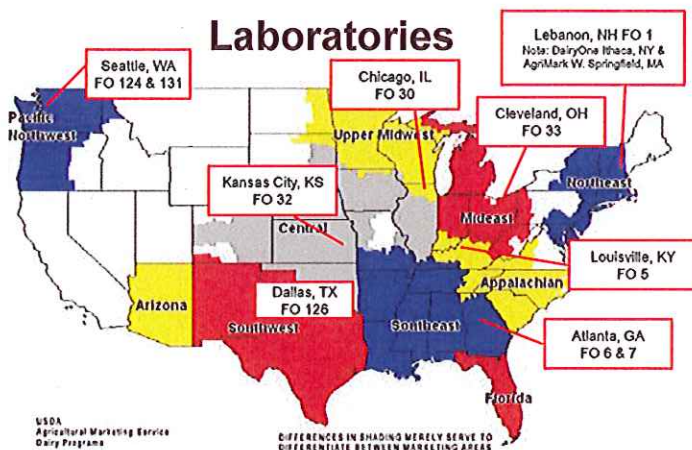 Laboratories
Lebanon, NH FO 1
Note: DairyOne Ithaca, NY &
AgriMark W. Springfield, MA
Seattle, WA
FO 124 & 131
Chicago, IL
FO 30
Cleveland, OH
FO 33
Pacific
Northwest
Upper Midwest
Northeast
Kansas City, KS
FO 32
Mideast
Central
Louisville, KY
FO 5
Appalachian
Arizona
Dallas, TX
FO 126
Southwest
Southeast
Atlanta, GA
FO 6 & 7
Florida
USDA
Agricultural Marketing Service
Dairy Programs
DIFFERENCES IN SHADING MERELY SERVE TO
DIFFERENTIATE BETWEEN MARKETING AREAS